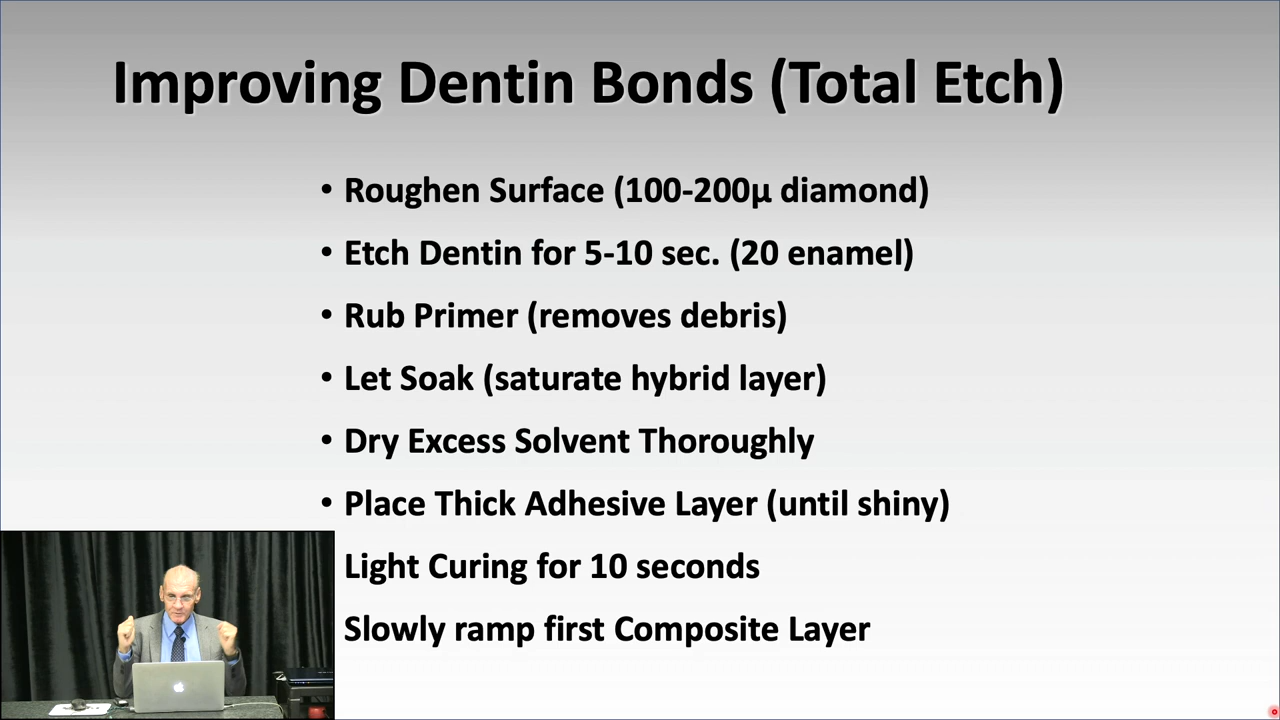 Improving Dentin Bonds (Total Etch)
• Roughen Surface (100-200µ diamond)
• Etch Dentin for 5-10 sec. (20 enamel)
• Rub Primer (removes debris)
• Let Soak (saturate hybrid layer)
• Dry Excess Solvent Thoroughly
• Place Thick Adhesive Layer (until shiny)
Light Curing for 10 seconds
Slowly ramp first Composite Layer